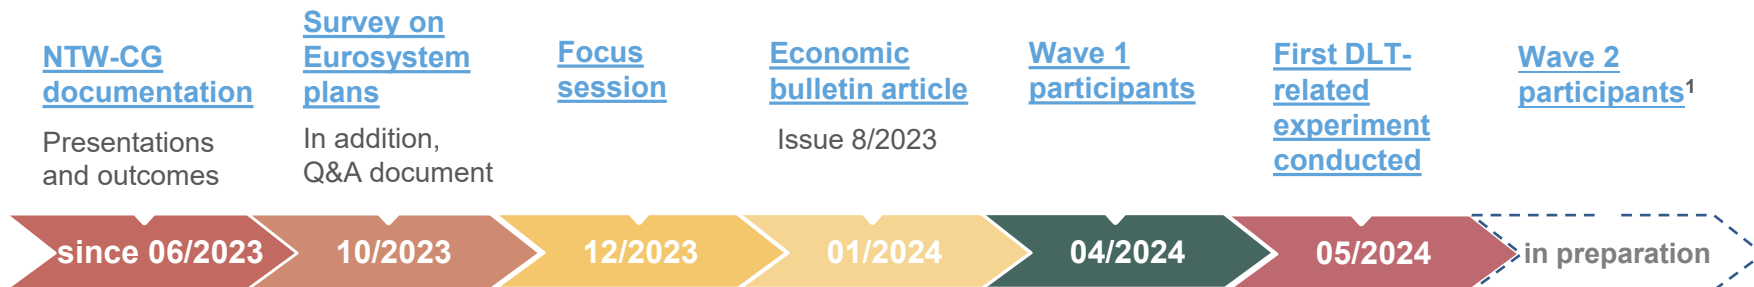 NTW-CG
documentation
Presentations
and outcomes
Survey on
Eurosystem
plans
In addition,
Q&A document
Focus
session
Economic
bulletin article
Issue 8/2023
Wave 1
participants
First DLT-
related
experiment
conducted
Wave 2
participants¹
since 06/2023
10/2023
12/2023
01/2024
04/2024
05/2024
in preparation